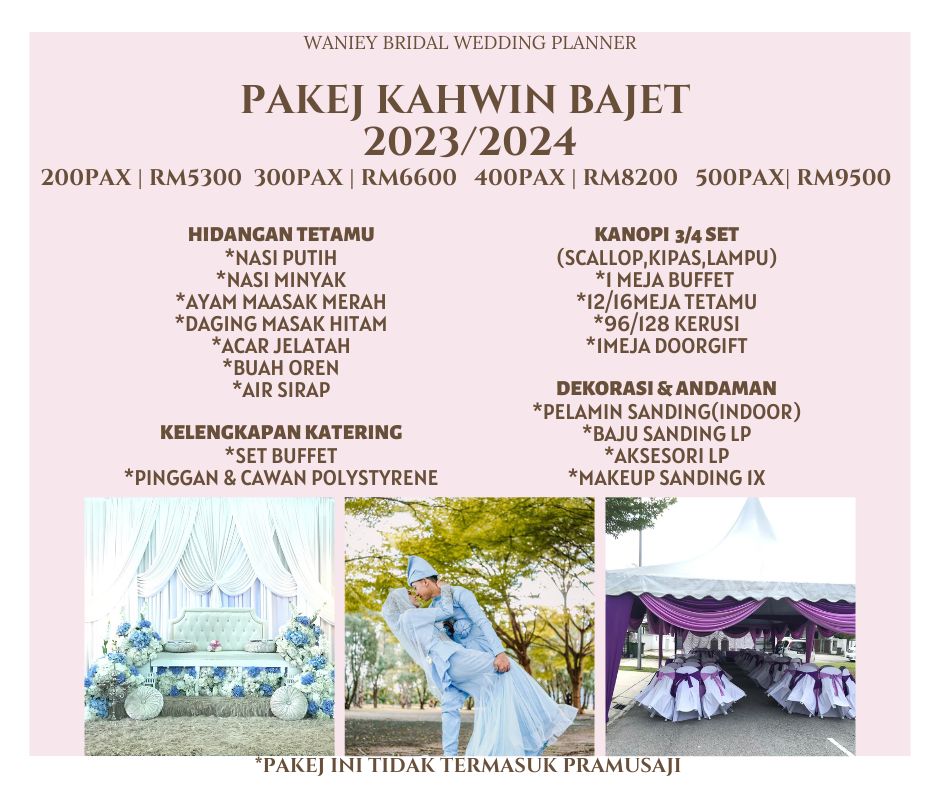 WANIEY BRIDAL WEDDING PLANNER
PAKEJ KAHWIN BAJET
2023/2024
200PAX | RM5300 300PAX | RM6600 400PAX | RM8200 500PAX| RM9500
HIDANGAN TETAMU
*NASI PUTIH
*NASI MINYAK
*AYAM MAASAK MERAH
*DAGING MASAK HITAM
*ACAR JELATAH
*BUAH OREN
*AIR SIRAP
KELENGKAPAN KATERING
*SET BUFFET
*PINGGAN & CAWAN POLYSTYRENE
KANOPI 3/4 SET
(SCALLOP,KIPAS,LAMPU)
*1 MEJA BUFFET
*12/16MEJA TETAMU
*96/128 KERUSI
*1MEJA DOORGIFT
DEKORASI & ANDAMAN
*PELAMIN SANDING(INDOOR)
*BAJU SANDING LP
*AKSESORI LP
*MAKEUP SANDING 1X
*PAKEJ INI TIDAK TERMASUK PRAMUSAJI